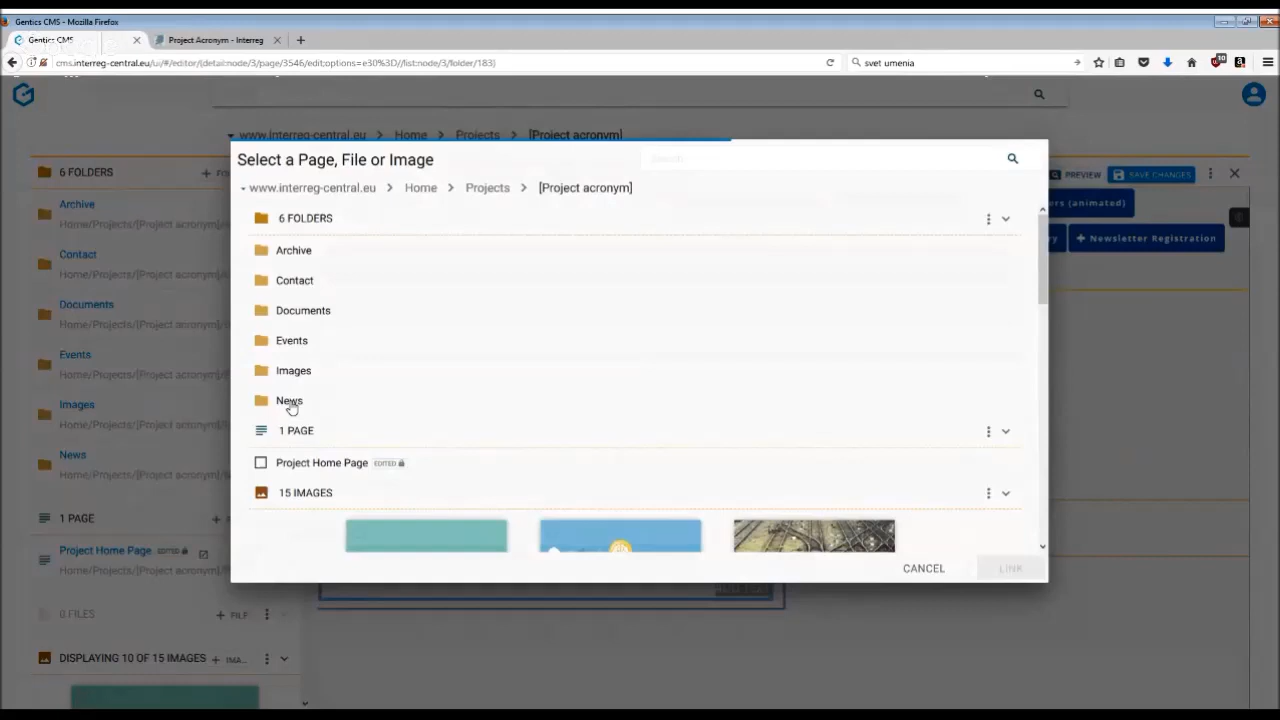 Gentics CMS - Mozilla Firefox
Gentics CMS
Project Acronym - Interreg
cms.interreg-central.eu/ui/#/editor/(detail:node/3/page/3546/edit;options=e30%3D//list:node/3/folder/183)
svet umenia
10
www.interreg-central.eu > Home > Projects > [Project acronym]
6 FOLDERS
Archive
Home/Projects/[Project acronym]/
Contact
Home/Projects/[Project acronym]/
Documents
Home/Projects/[Project acronym]/
Events
Home/Projects/[Project acronym]/
Images
Home/Projects/[Project acronym]/
News
Home/Projects/[Project acronym]/
1 PAGE
Project Home Page EDITED
Home/Projects/[Project acronym]/
0 FILES
+ FILE
DISPLAYING 10 OF 15 IMAGES + IMA...
PREVIEW
SAVE CHANGES
rs (animated)
ry
+ Newsletter Registration
Select a Page, File or Image
Search
www.interreg-central.eu > Home > Projects > [Project acronym]
6 FOLDERS
Archive
Contact
Documents
Events
Images
News
1 PAGE
Project Home Page EDITED
15 IMAGES
CANCEL
LINK